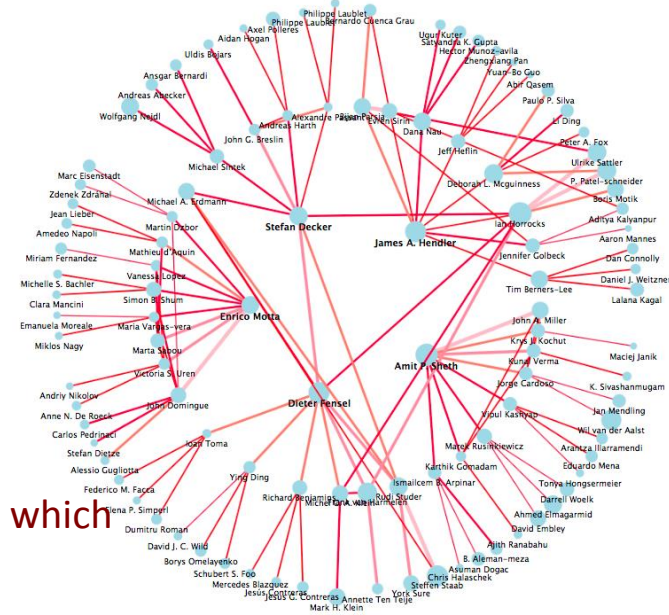 Philippe Laublet
Bernardo Cuenca Grau
Philippe Laublet
Axel Polleres
Aidan Hogan
Uldis Bojars
Ansgar Bernardi
Andreas Abecker
Wolfgang Nejdl
Andreas Harth
John G. Breslin
Michael Sintek
Bijan Parsia
Evren Sirin
Dana Nau
Ugur Kuter
Satyandra K. Gupta
Hector Munoz-avila
Zhengxiang Pan
Yuan-Bo Guo
Abir Qasem
Paulo P. Silva
Li Ding
Peter A. Fox
Jeff Heflin
Ulrike Sattler
Deborah L. Mcguinness
P. Patel-schneider
Boris Motik
Marc Eisenstadt
Michael A. Erdmann
Zdenek Zdrahal
Martin Dzbor
Jean Lieber
Stefan Decker
James A. Hendler
Ian Horrocks
Aditya Kalyanpur
Aaron Mannes
Amedeo Napoli
Mathieu d'Aquin
Jennifer Golbeck
Dan Connolly
Miriam Fernandez
Vanessa Lopez
Daniel J. Weitzner
Michelle S. Bachler
Tim Berners-Lee
Lalana Kagal
Simon B. Shum
Clara Mancini
Enrico Motta
John A. Miller
Emanuela Moreale
Maria Vargas-vera
Krys J. Kochut
Miklos Nagy
Kunal Verma
Maciej Janik
Marta Sabou
Amit P. Sheth
Victoria S. Uren
Jorge Cardoso
K. Sivashanmugam
Andriy Nikolov
Dieter Fensel
John Domingue
Jan Mendling
Anne N. De Roeck
Vipul Kashyap
Wil van der Aalst
Carlos Pedrinaci
Ioan Toma
Marek Rusinkiewicz
Arantza Illarramendi
Stefan Dietze
Eduardo Mena
Alessio Gugliotta
Ying Ding
Karthik Gomadam
Tonya Hongsermeier
Federico M. Facca
Richard Benjamins
Rudi Studer
Ismailcem B. Arpinar
Darrell Woelk
Elena P. Simperl
Ahmed Elmagarmid
which
Dumitru Roman
David Embley
David J. C. Wild
Ajith Ranabahu
Borys Omelayenko
B. Aleman-meza
Schubert S. Foo
Asuman Dogac
Mercedes Blazquez
Chris Halaschek
Jesús Contreras
Steffen Staab
Jesus G. Contreras
York Sure
Annette Ten Teije
Mark H. Klein